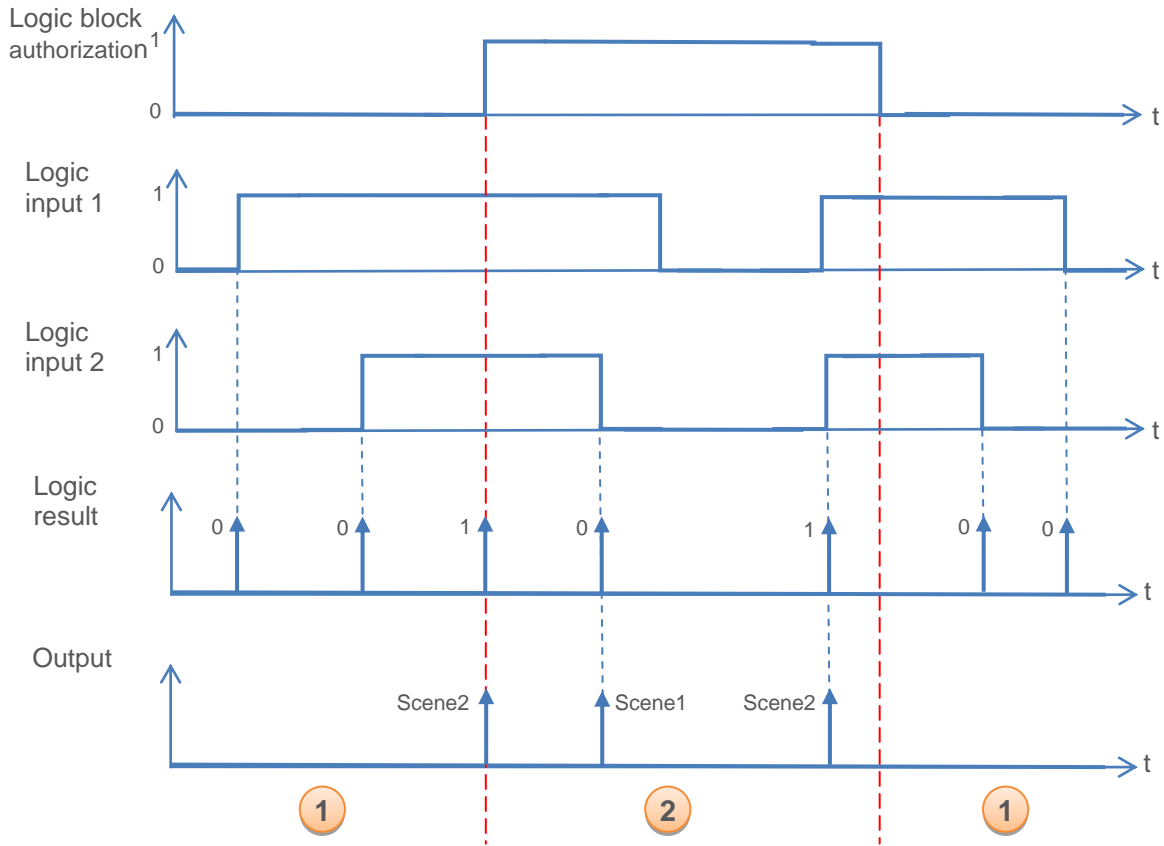 Logic block
authorization
1
0
t
Logic
input 1
1
0
t
Logic
input 2
1
0
t
Logic
result
0
0
1
0
1
0
0
t
Output
Scene2
Scene1
Scene2
t
1
2
1